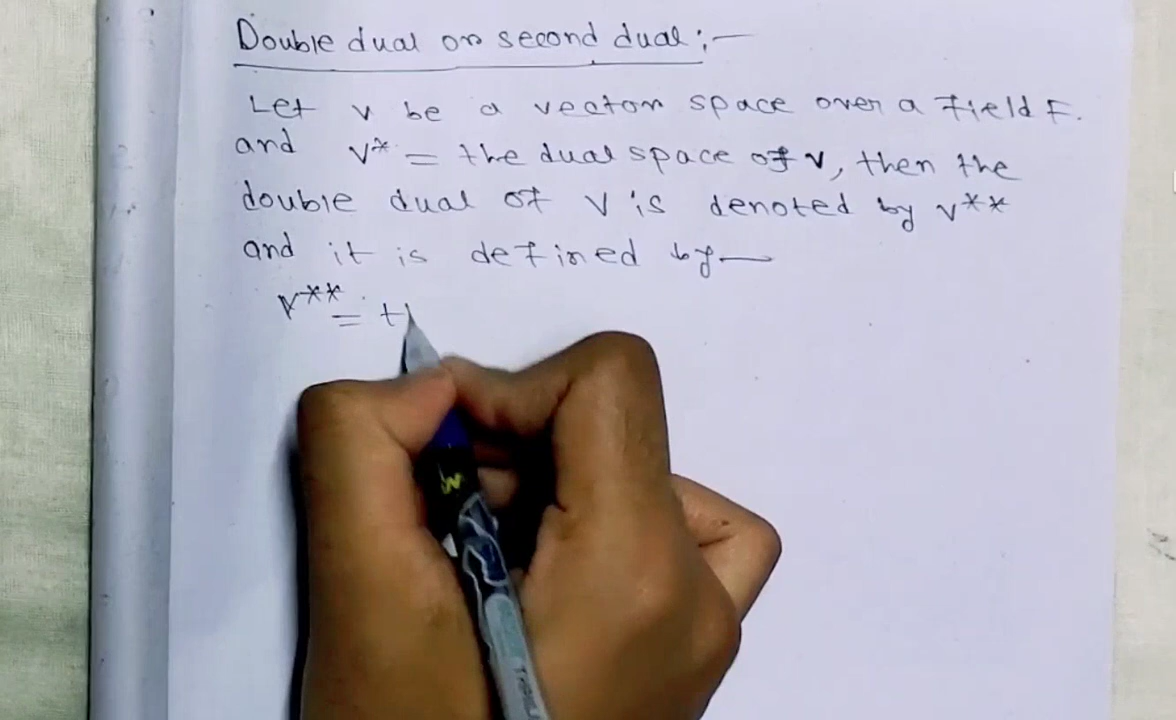 Double dual or second dual :—
Let V be a vector space over a field F.
and V* = the dual space of V, then the
double dual of V is denoted by V**
and it is defined by—
V** = th